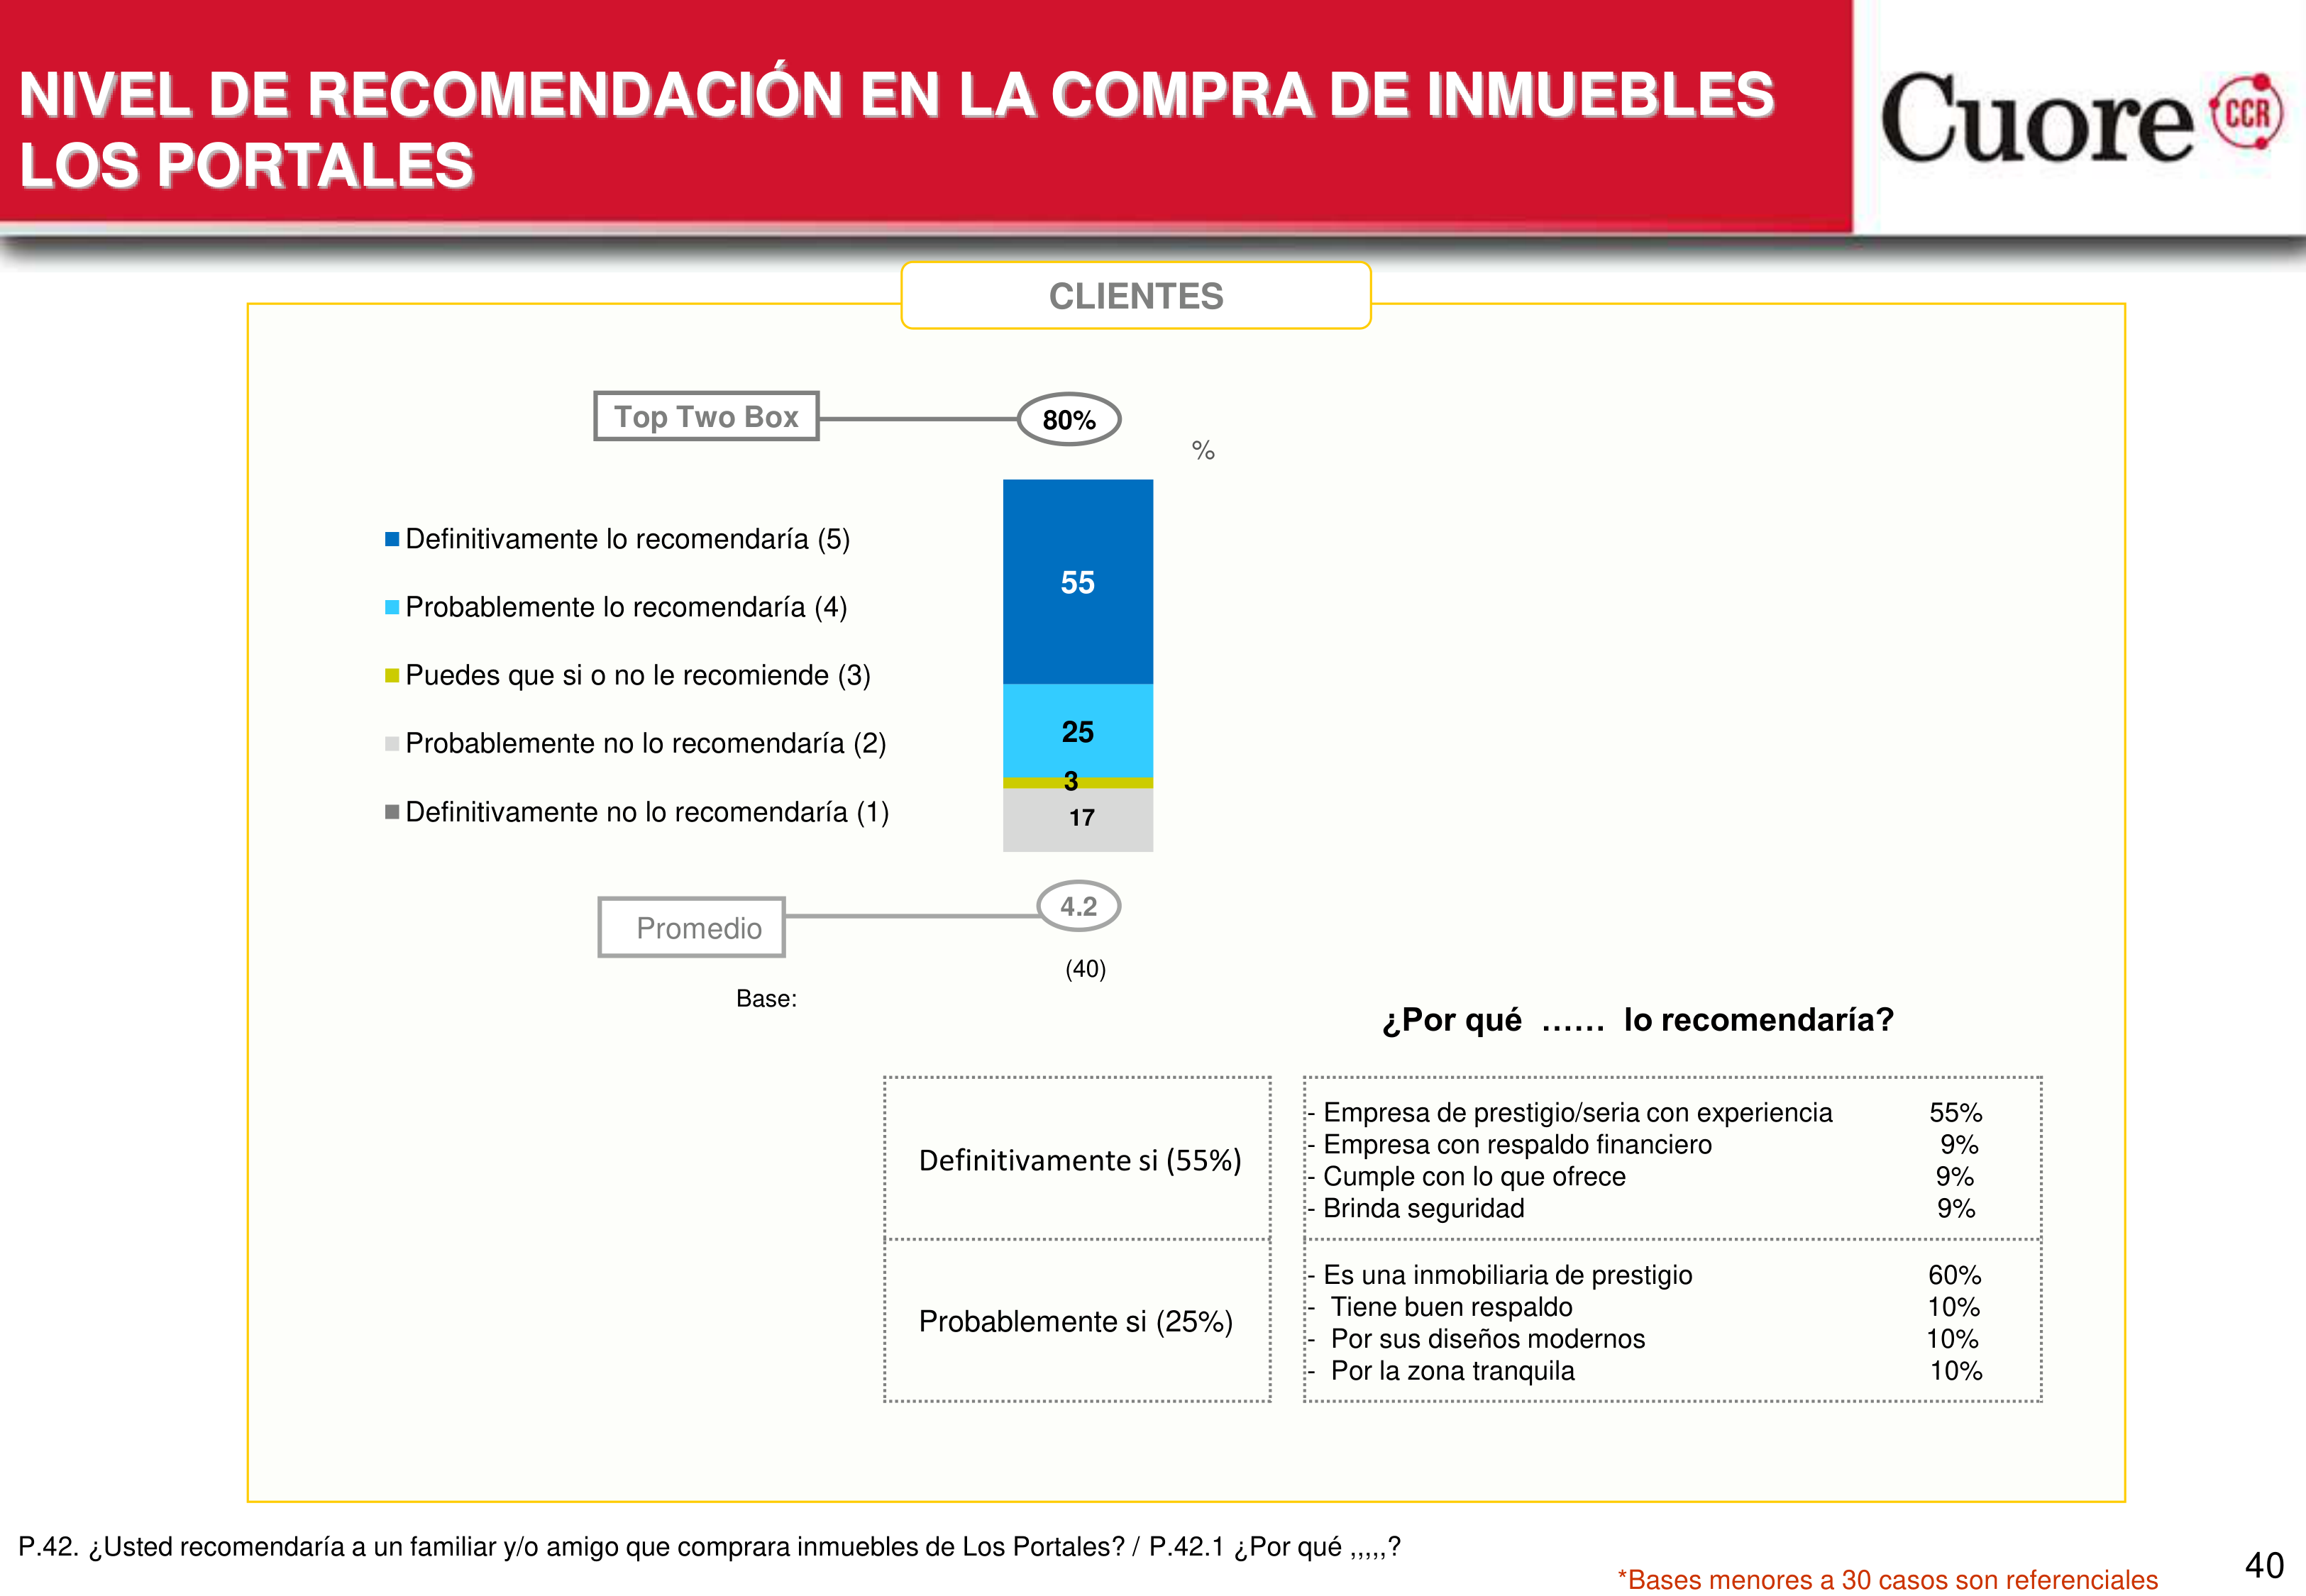 NIVEL DE RECOMENDACIÓN EN LA COMPRA DE INMUEBLES
LOS PORTALES
Cuore CCR
CLIENTES
Top Two Box
80%
%
Definitivamente lo recomendaría (5)
Probablemente lo recomendaría (4)
Puedes que si o no le recomiende (3)
Probablemente no lo recomendaría (2)
Definitivamente no lo recomendaría (1)
55
25
3
17
Promedio
4.2
(40)
Base:
¿Por qué ...... lo recomendaría?
Definitivamente si (55%)
- Empresa de prestigio/seria con experiencia 55%
- Empresa con respaldo financiero 9%
- Cumple con lo que ofrece 9%
- Brinda seguridad 9%
Probablemente si (25%)
- Es una inmobiliaria de prestigio 60%
- Tiene buen respaldo 10%
- Por sus diseños modernos 10%
- Por la zona tranquila 10%
P.42. ¿Usted recomendaría a un familiar y/o amigo que comprara inmuebles de Los Portales? / P.42.1 ¿Por qué ,,,,,?
*Bases menores a 30 casos son referenciales
40